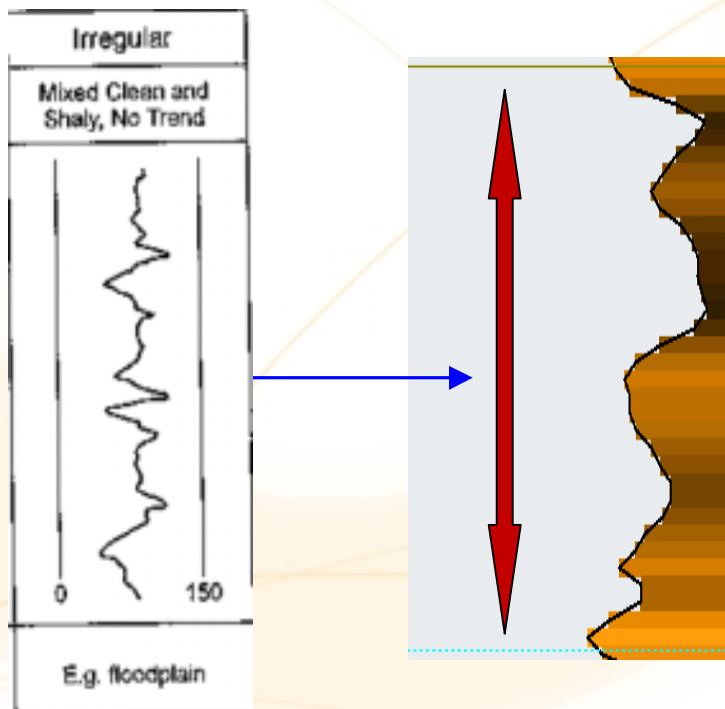 Irregular
Mixed Clean and
Shaly, No Trend
0 150
E.g. floodplain